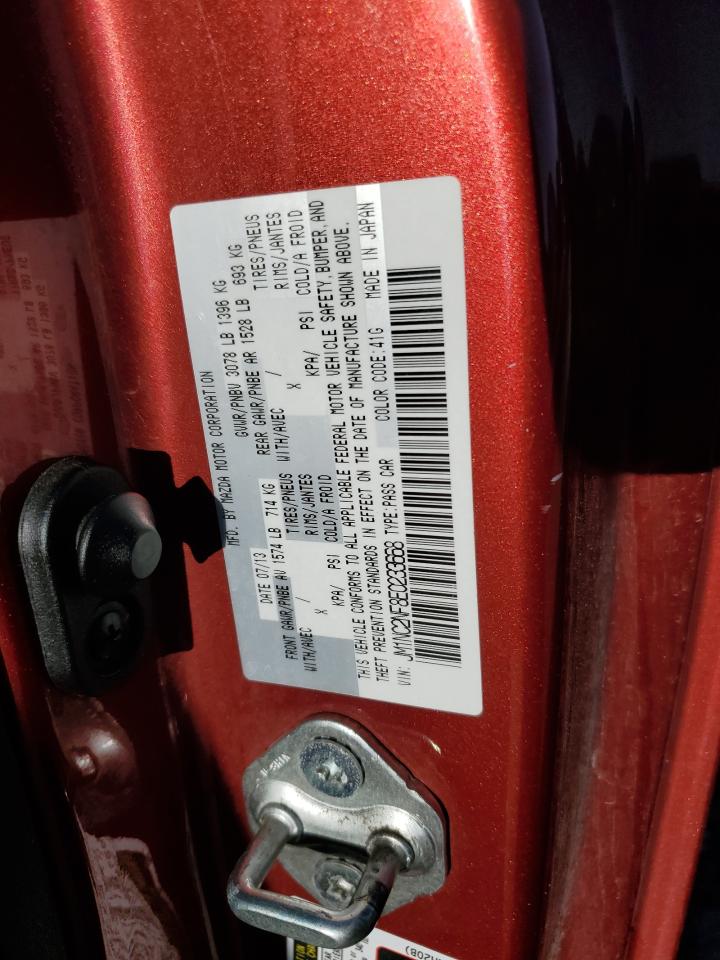 MFD. BY MAZDA MOTOR CORPORATION
DATE 07/13 GVWR/PNBV 3078 LB 1396 KG
FRONT GAWR/PNBE AV 1574 LB 714 KG REAR GAWR/PNBE AR 1528 LB 693 KG
WITH/AVEC / TIRES/PNEUS WITH/AVEC / TIRES/PNEUS
X RIMS/JANTES X RIMS/JANTES
KPA/ PSI COLD/A FROID KPA/ PSI COLD/A FROID
THIS VEHICLE CONFORMS TO ALL APPLICABLE FEDERAL MOTOR VEHICLE SAFETY, BUMPER, AND
THEFT PREVENTION STANDARDS IN EFFECT ON THE DATE OF MANUFACTURE SHOWN ABOVE.
VIN: JM1NC2NF8E0233668 TYPE:PASS CAR COLOR CODE:41G MADE IN JAPAN